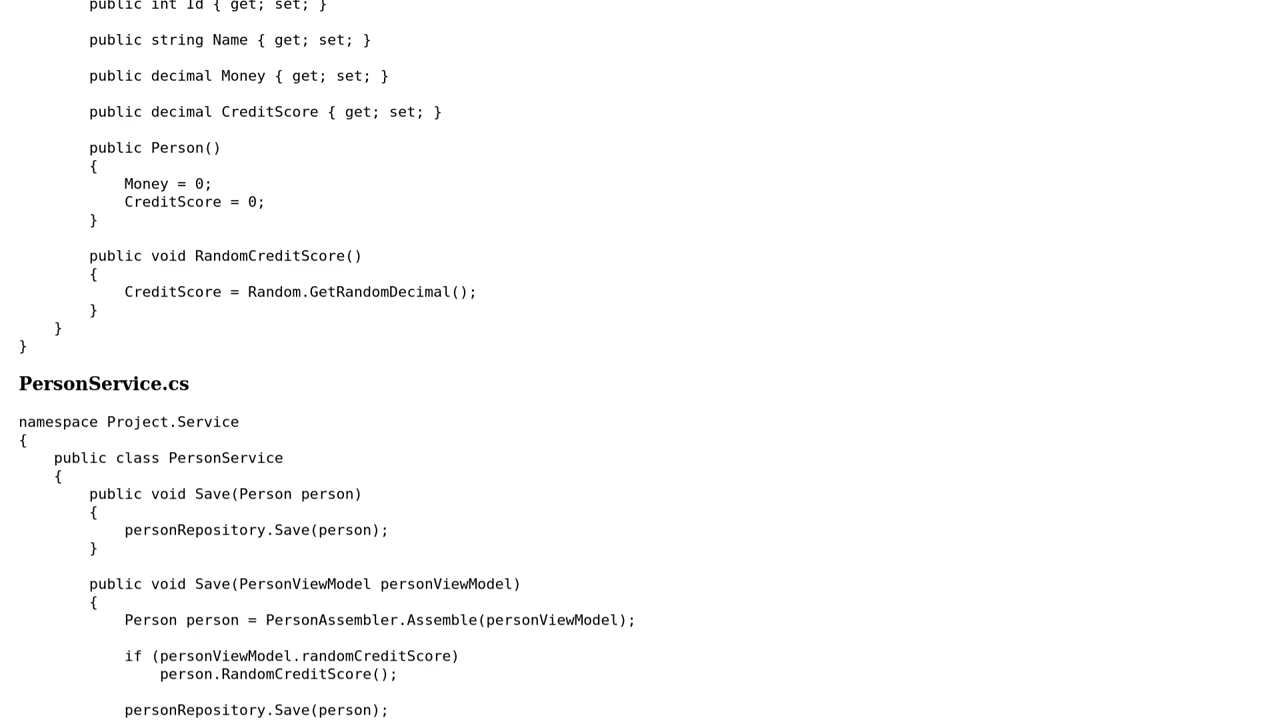 public int Id { get; set; }
public string Name { get; set; }
public decimal Money { get; set; }
public decimal CreditScore { get; set; }
public Person()
{
Money = 0;
CreditScore = 0;
}
public void RandomCreditScore()
{
CreditScore = Random.GetRandomDecimal();
}
}
}
PersonService.cs
namespace Project.Service
{
public class PersonService
{
public void Save(Person person)
{
personRepository.Save(person);
}
public void Save(PersonViewModel personViewModel)
{
Person person = PersonAssembler.Assemble(personViewModel);
if (personViewModel.randomCreditScore)
person.RandomCreditScore();
personRepository.Save(person);